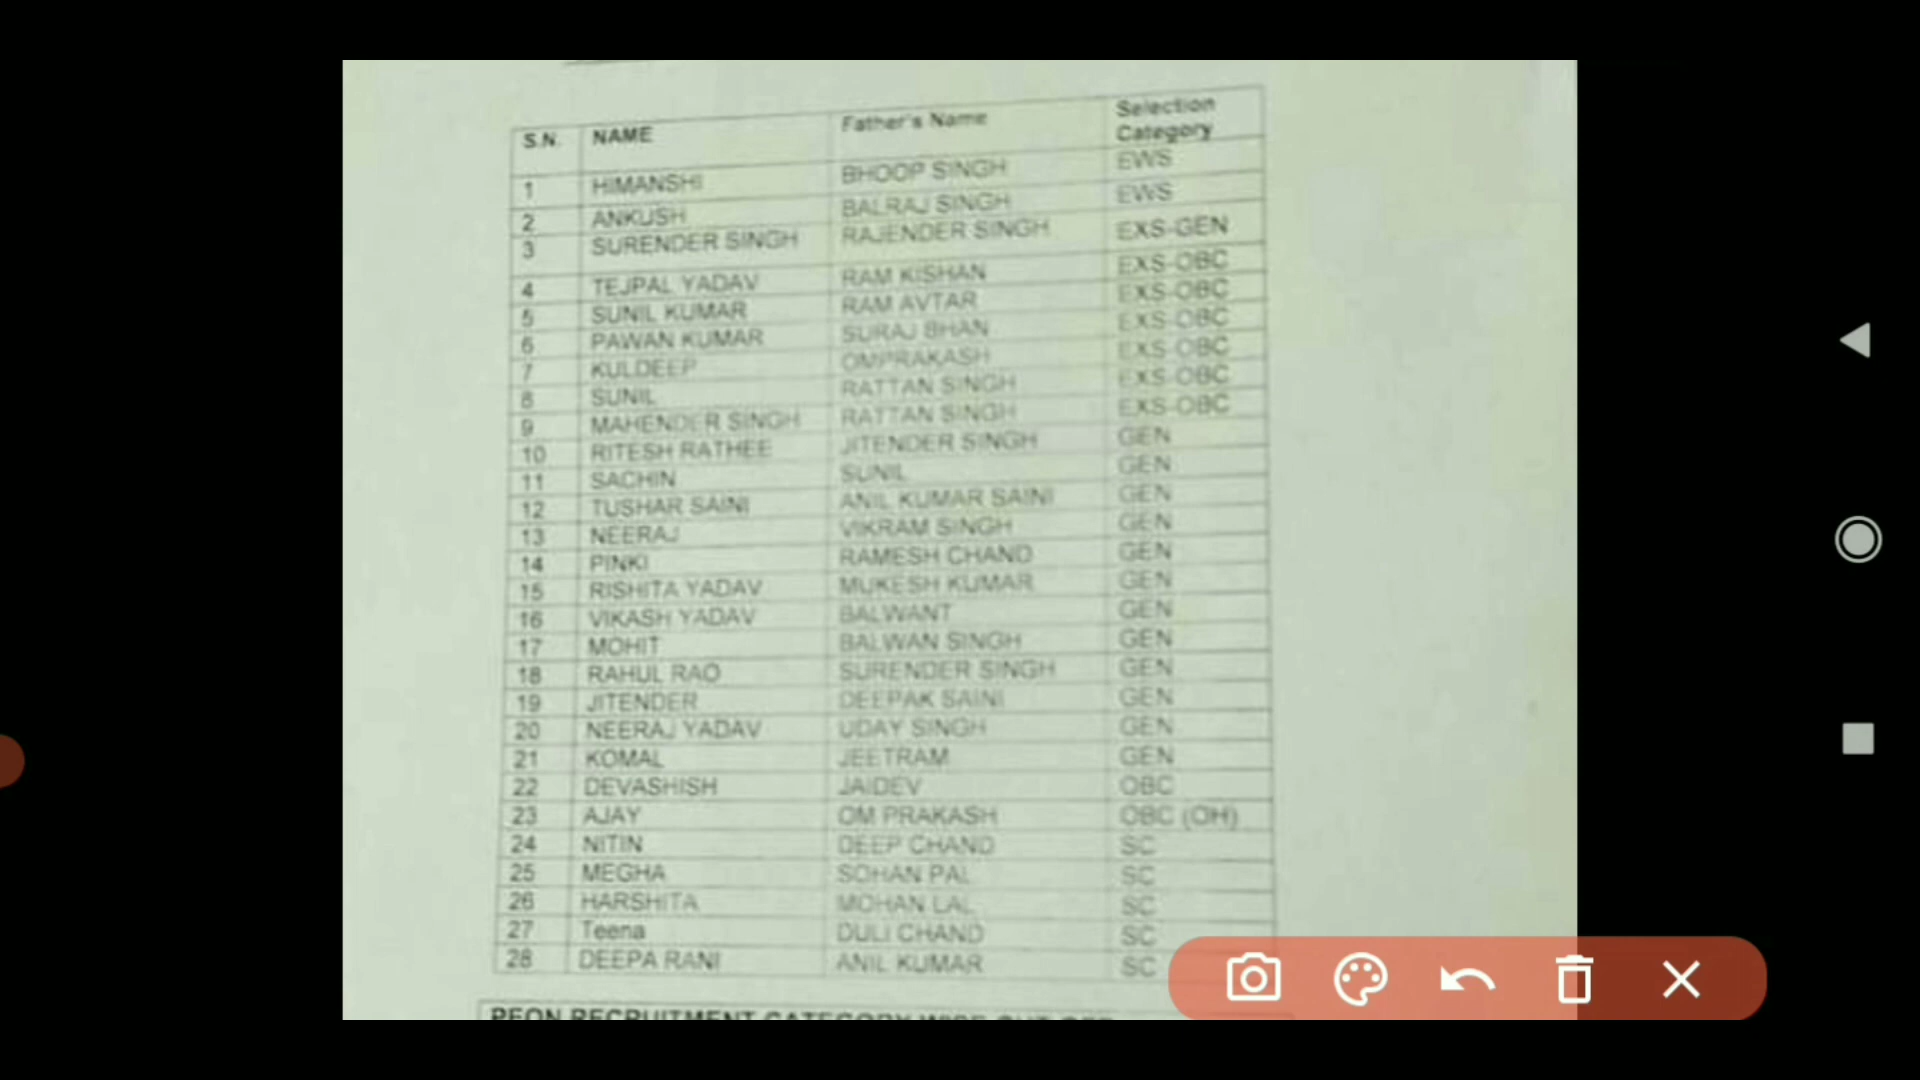 S.N. NAME Father's Name Selection Category
1 HIMANSHI BHOOP SINGH EWS
2 ANKUSH BALRAJ SINGH EWS
3 SURENDER SINGH RAJENDER SINGH EXS-GEN
4 TEJPAL YADAV RAM KISHAN EXS-OBC
5 SUNIL KUMAR RAM AVTAR EXS-OBC
6 PAWAN KUMAR SURAJ BHAN EXS-OBC
7 KULDEEP OMPRAKASH EXS-OBC
8 SUNIL RATTAN SINGH EXS-OBC
9 MAHENDER SINGH RATTAN SINGH EXS-OBC
10 RITESH RATHEE JITENDER SINGH GEN
11 SACHIN SUNIL GEN
12 TUSHAR SAINI ANIL KUMAR SAINI GEN
13 NEERAJ VIKRAM SINGH GEN
14 PINKI RAMESH CHAND GEN
15 RISHITA YADAV MUKESH KUMAR GEN
16 VIKASH YADAV BALWANT GEN
17 MOHIT BALWAN SINGH GEN
18 RAHUL RAO SURENDER SINGH GEN
19 JITENDER DEEPAK SAINI GEN
20 NEERAJ YADAV UDAY SINGH GEN
21 KOMAL JEETRAM GEN
22 DEVASHISH JAIDEV OBC
23 AJAY OM PRAKASH OBC (OH)
24 NITIN DEEP CHAND SC
25 MEGHA SOHAN PAL SC
26 HARSHITA MOHAN LAL SC
27 Teena DULI CHAND SC
28 DEEPA RANI ANIL KUMAR SC
PEON RECRUITMENT CATEGORY WISE CUT OFF